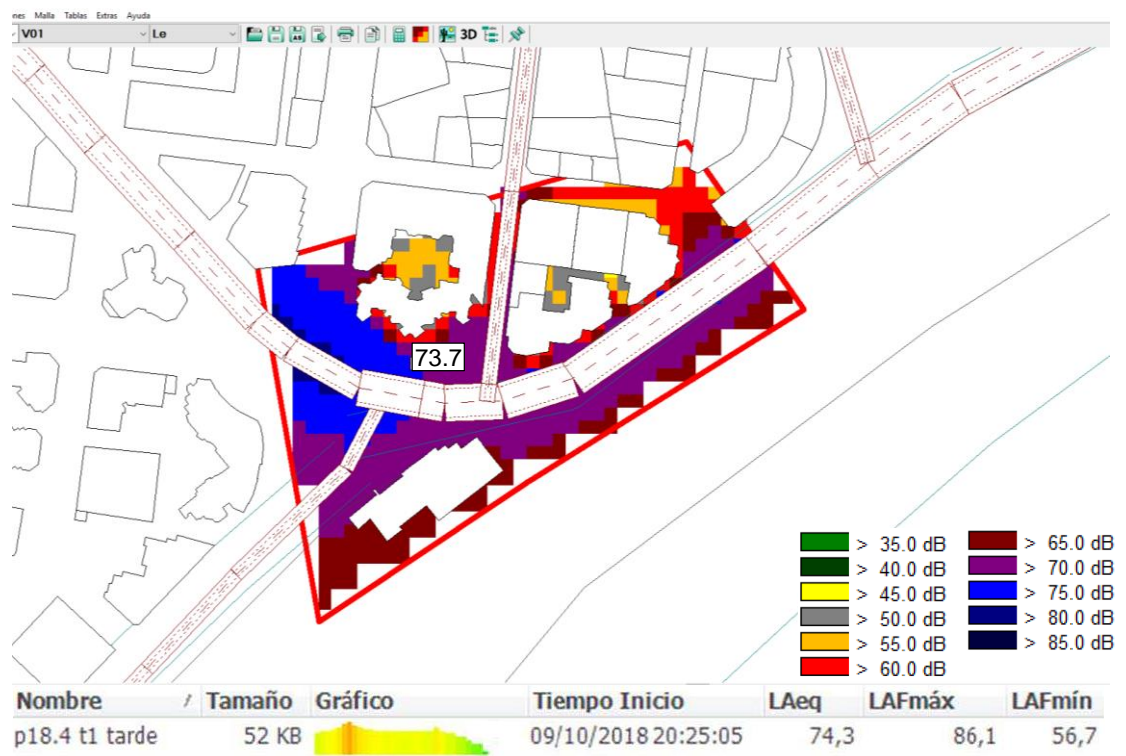 nes Malla Tablas Extras Ayuda
V01 Le AS 3D
73.7
> 35.0 dB > 65.0 dB
> 40.0 dB > 70.0 dB
> 45.0 dB > 75.0 dB
> 50.0 dB > 80.0 dB
> 55.0 dB > 85.0 dB
> 60.0 dB
Nombre / Tamaño Gráfico Tiempo Inicio LAeq LAFmáx LAFmín
p18.4 t1 tarde 52 KB 09/10/2018 20:25:05 74,3 86,1 56,7